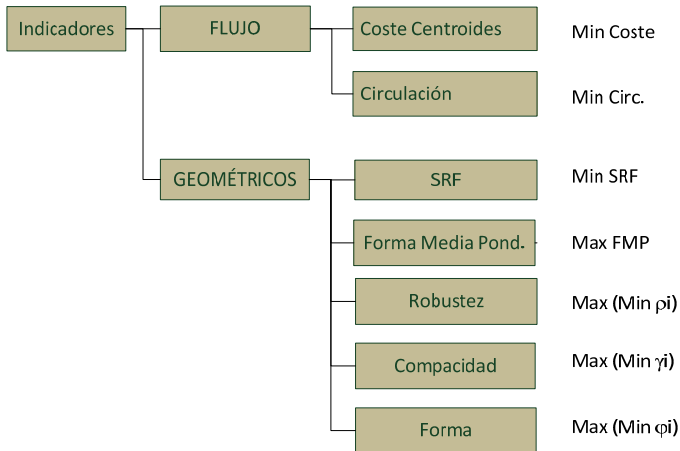 Indicadores
FLUJO
Coste Centroides
Min Coste
Circulación
Min Circ.
GEOMÉTRICOS
SRF
Min SRF
Forma Media Pond.
Max FMP
Robustez
Max (Min ρi)
Compacidad
Max (Min γi)
Forma
Max (Min φi)